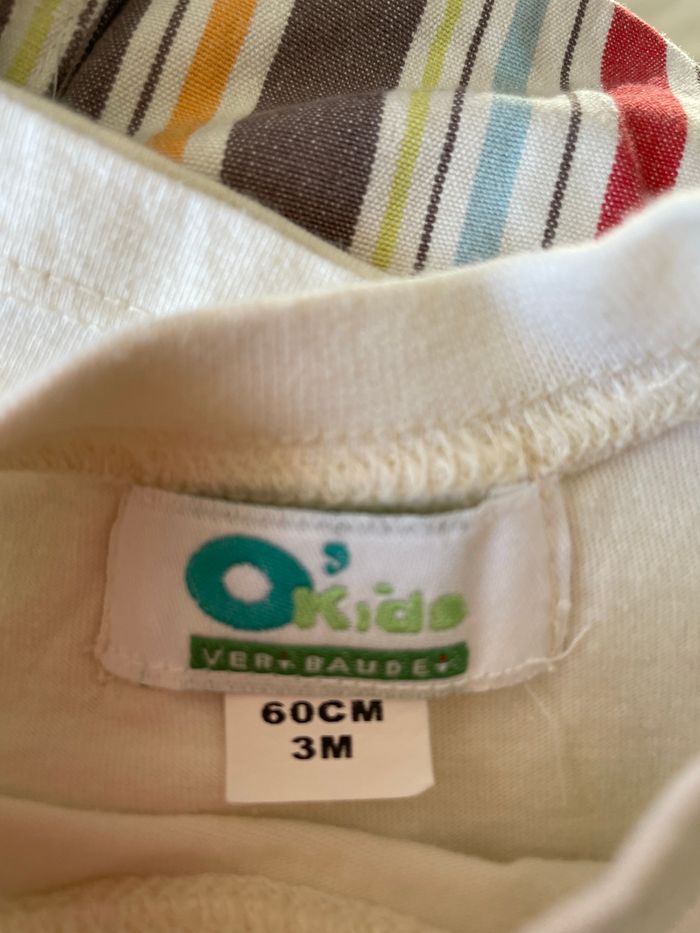 O's Kids
VERTBAUDET
60CM
3M